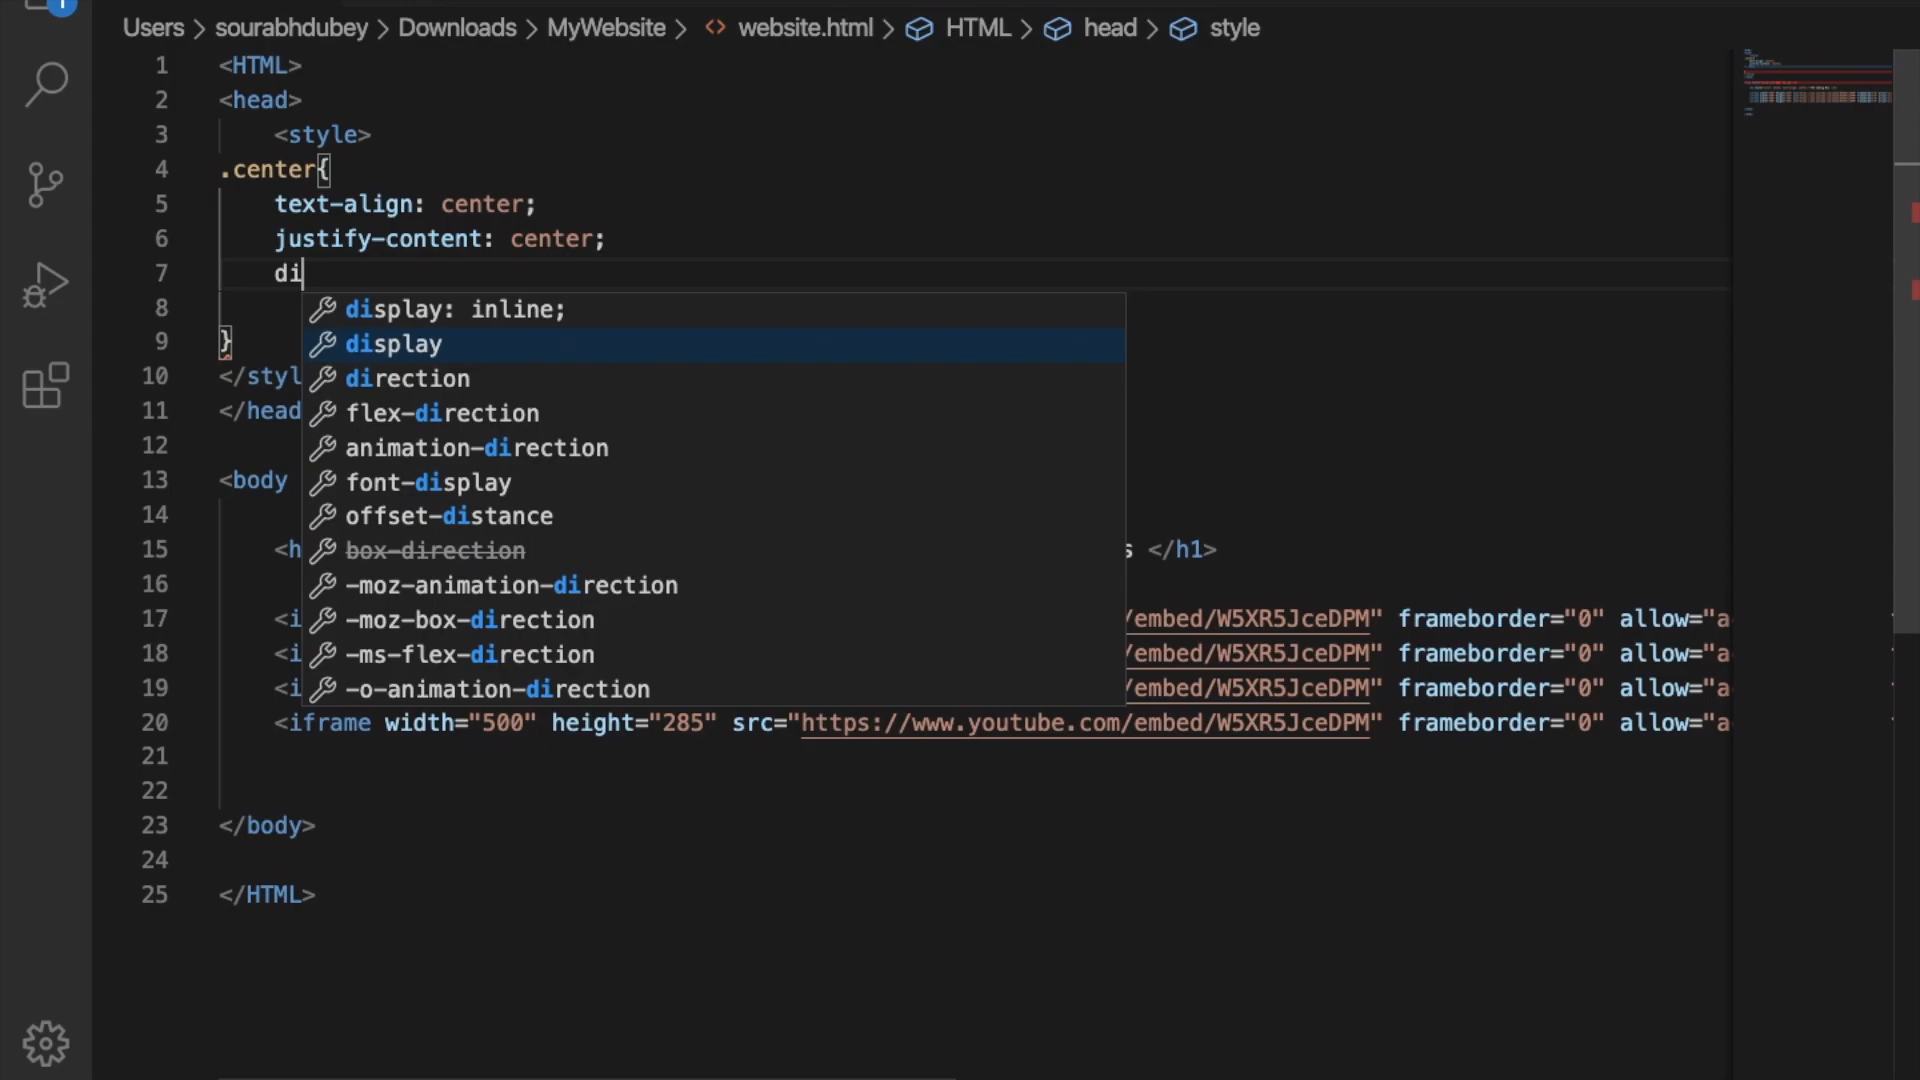 1
Users > sourabhdubey > Downloads > MyWebsite > <> website.html > HTML > head > style
1 <HTML>
2 <head>
3 <style>
4 .center{
5 text-align: center;
6 justify-content: center;
7 di
8 display: inline;
9 } display
10 </styl direction
11 </head flex-direction
12 animation-direction
13 <body font-display
14 offset-distance
15 <h box-direction s </h1>
16 -moz-animation-direction
17 <i -moz-box-direction /embed/W5XR5JceDPM" frameborder="0" allow="a
18 <i -ms-flex-direction /embed/W5XR5JceDPM" frameborder="0" allow="a
19 <i -o-animation-direction /embed/W5XR5JceDPM" frameborder="0" allow="a
20 <iframe width="500" height="285" src="https://www.youtube.com/embed/W5XR5JceDPM" frameborder="0" allow="a
21
22
23 </body>
24
25 </HTML>